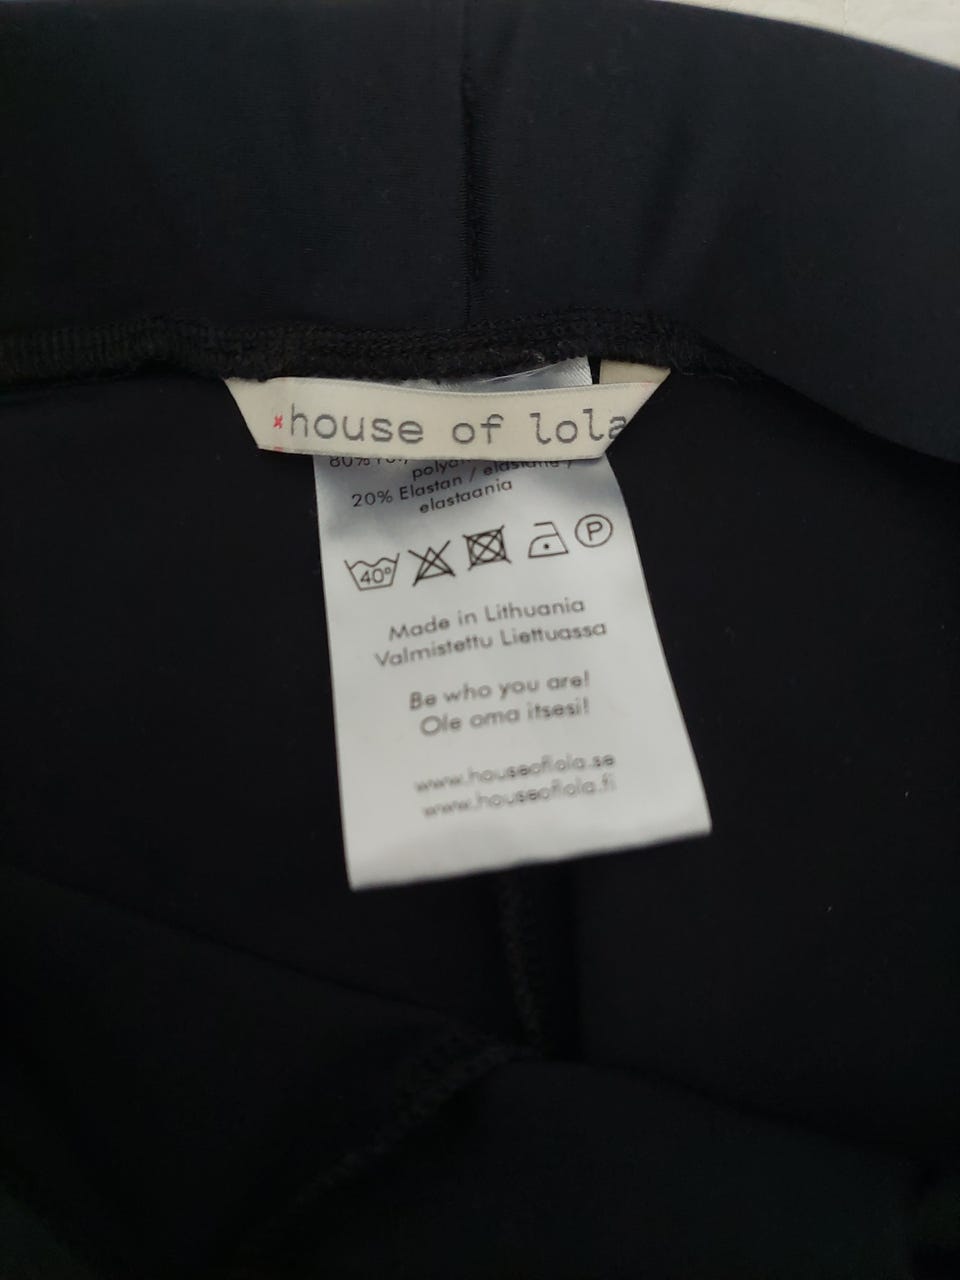 house of lola
80%
20% Elastan / elastane /
elastaania
40°
P
Made in Lithuania
Valmistettu Liettuassa
Be who you are!
Ole oma itsesi!
www.houseoflola.se
www.houseoflola.fi